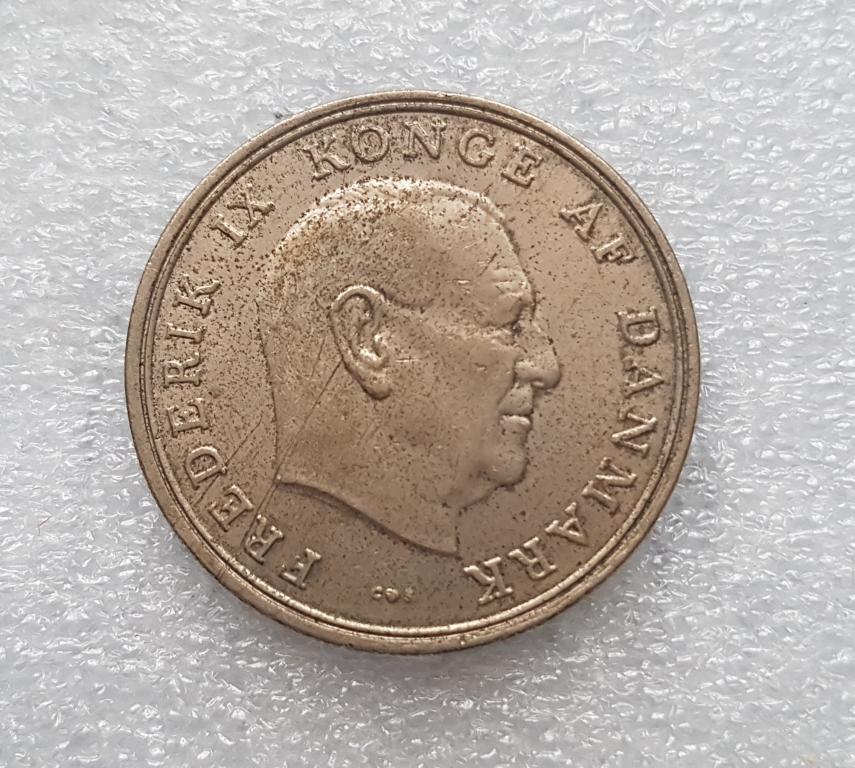 FREDERIK IX KONGE AF DANMARK
C♥S